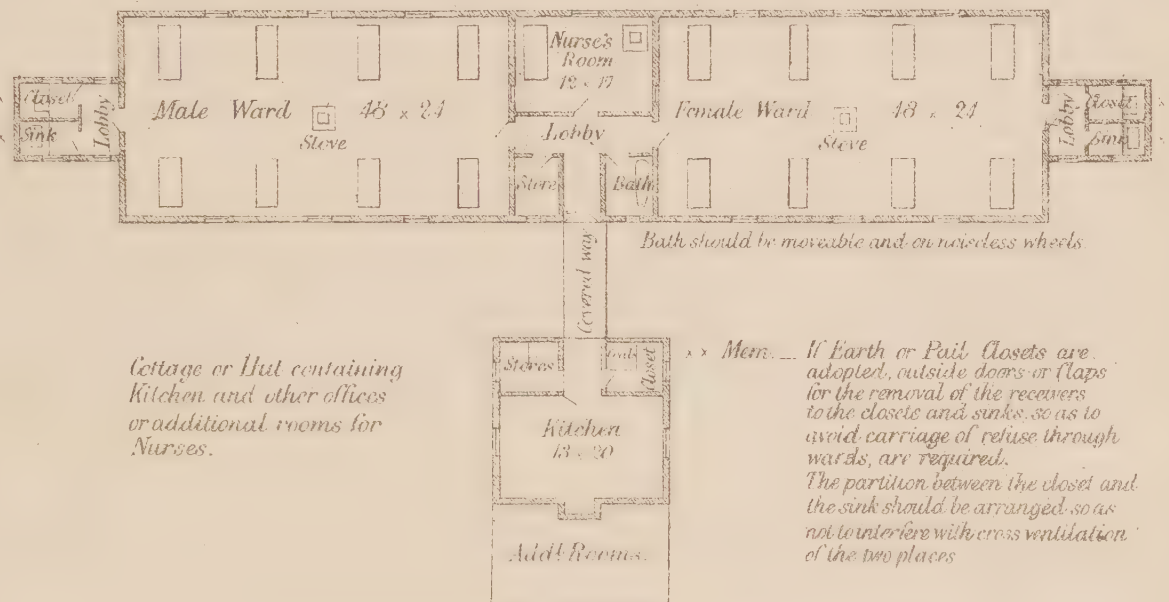 Nurse's
Room
12 × 17
Closet
Sink
Lobby
Male Ward 48 × 24
Stove
Lobby
Store
Bath
Female Ward 48 × 24
Stove
Lobby
Closet
Sink
Bath should be moveable and on noiseless wheels
Covered way
Cottage or Hut containing
Kitchen and other offices
or additional rooms for
Nurses.
Stores
Closet
Kitchen
13 × 20
Addl. Rooms.
× × Mem. _ If Earth or Pail Closets are
adopted, outside doors or flaps
for the removal of the receivers
to the closets and sinks, so as to
avoid carriage of refuse through
wards, are required.
The partition between the closet and
the sink should be arranged so as
not to interfere with cross ventilation
of the two places